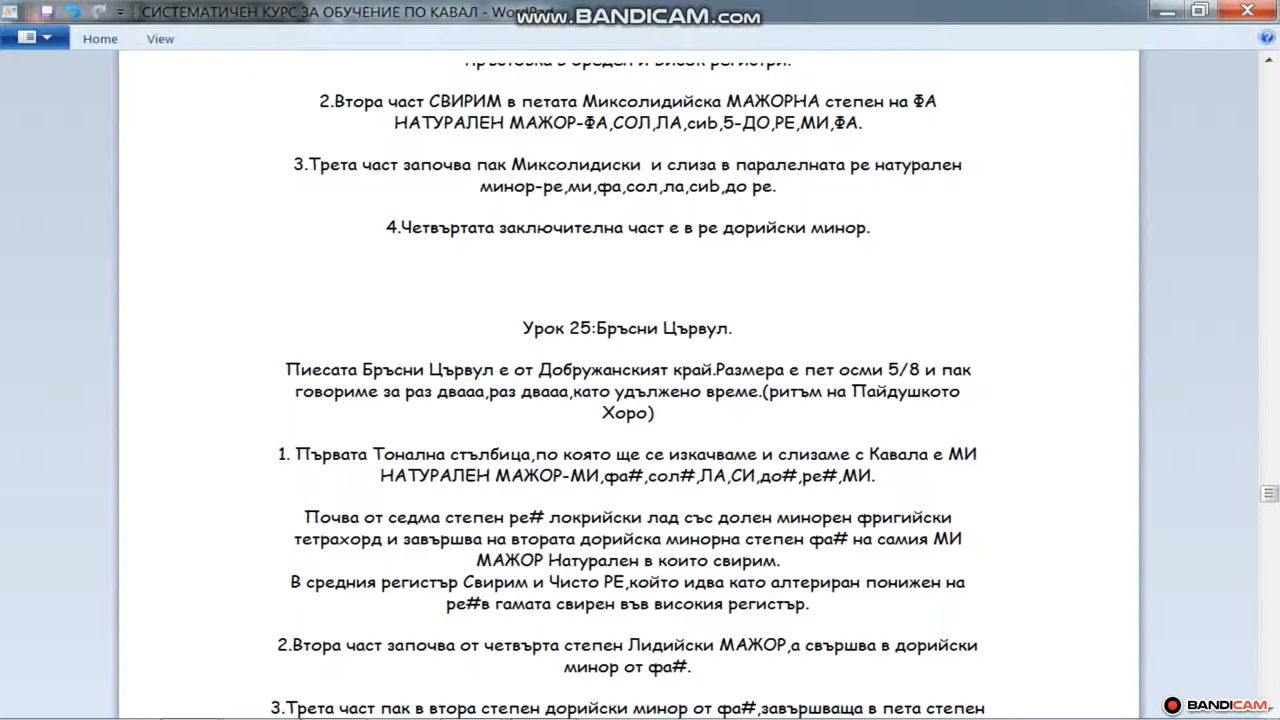 СИСТЕМАТИЧЕН КУРС ЗА ОБУЧЕНИЕ ПО КАВАЛ - WordPad
www.BANDICAM.com
Home View
пръстовка в среден и висок регистри.
2.Втора част СВИРИМ в петата Миксолидийска МАЖОРНА степен на ФА
НАТУРАЛЕН МАЖОР-ФА,СОЛ,ЛА,сиb,5-ДО,РЕ,МИ,ФА.
3.Трета част започва пак Миксолидиски и слиза в паралелната ре натурален
минор-ре,ми,фа,сол,ла,сиb,до ре.
4.Четвъртата заключителна част е в ре дорийски минор.
Урок 25:Бръсни Цървул.
Пиесата Бръсни Цървул е от Добружанският край.Размера е пет осми 5/8 и пак
говориме за раз двааа,раз двааа,като удължено време.(ритъм на Пайдушкото
Хоро)
1. Първата Тонална стълбица,по която ще се изкачваме и слизаме с Кавала е МИ
НАТУРАЛЕН МАЖОР-МИ,фа#,сол#,ЛА,СИ,до#,ре#,МИ.
Почва от седма степен ре# локрийски лад със долен минорен фригийски
тетрахорд и завършва на втората дорийска минорна степен фа# на самия МИ
МАЖОР Натурален в които свирим.
В средния регистър Свирим и Чисто РЕ,който идва като алтериран понижен на
ре#в гамата свирен във високия регистър.
2.Втора част започва от четвърта степен Лидийски МАЖОР,а свършва в дорийски
минор от фа#.
3.Трета част пак в втора степен дорийски минор от фа#,завършваща в пета степен
BANDICAM